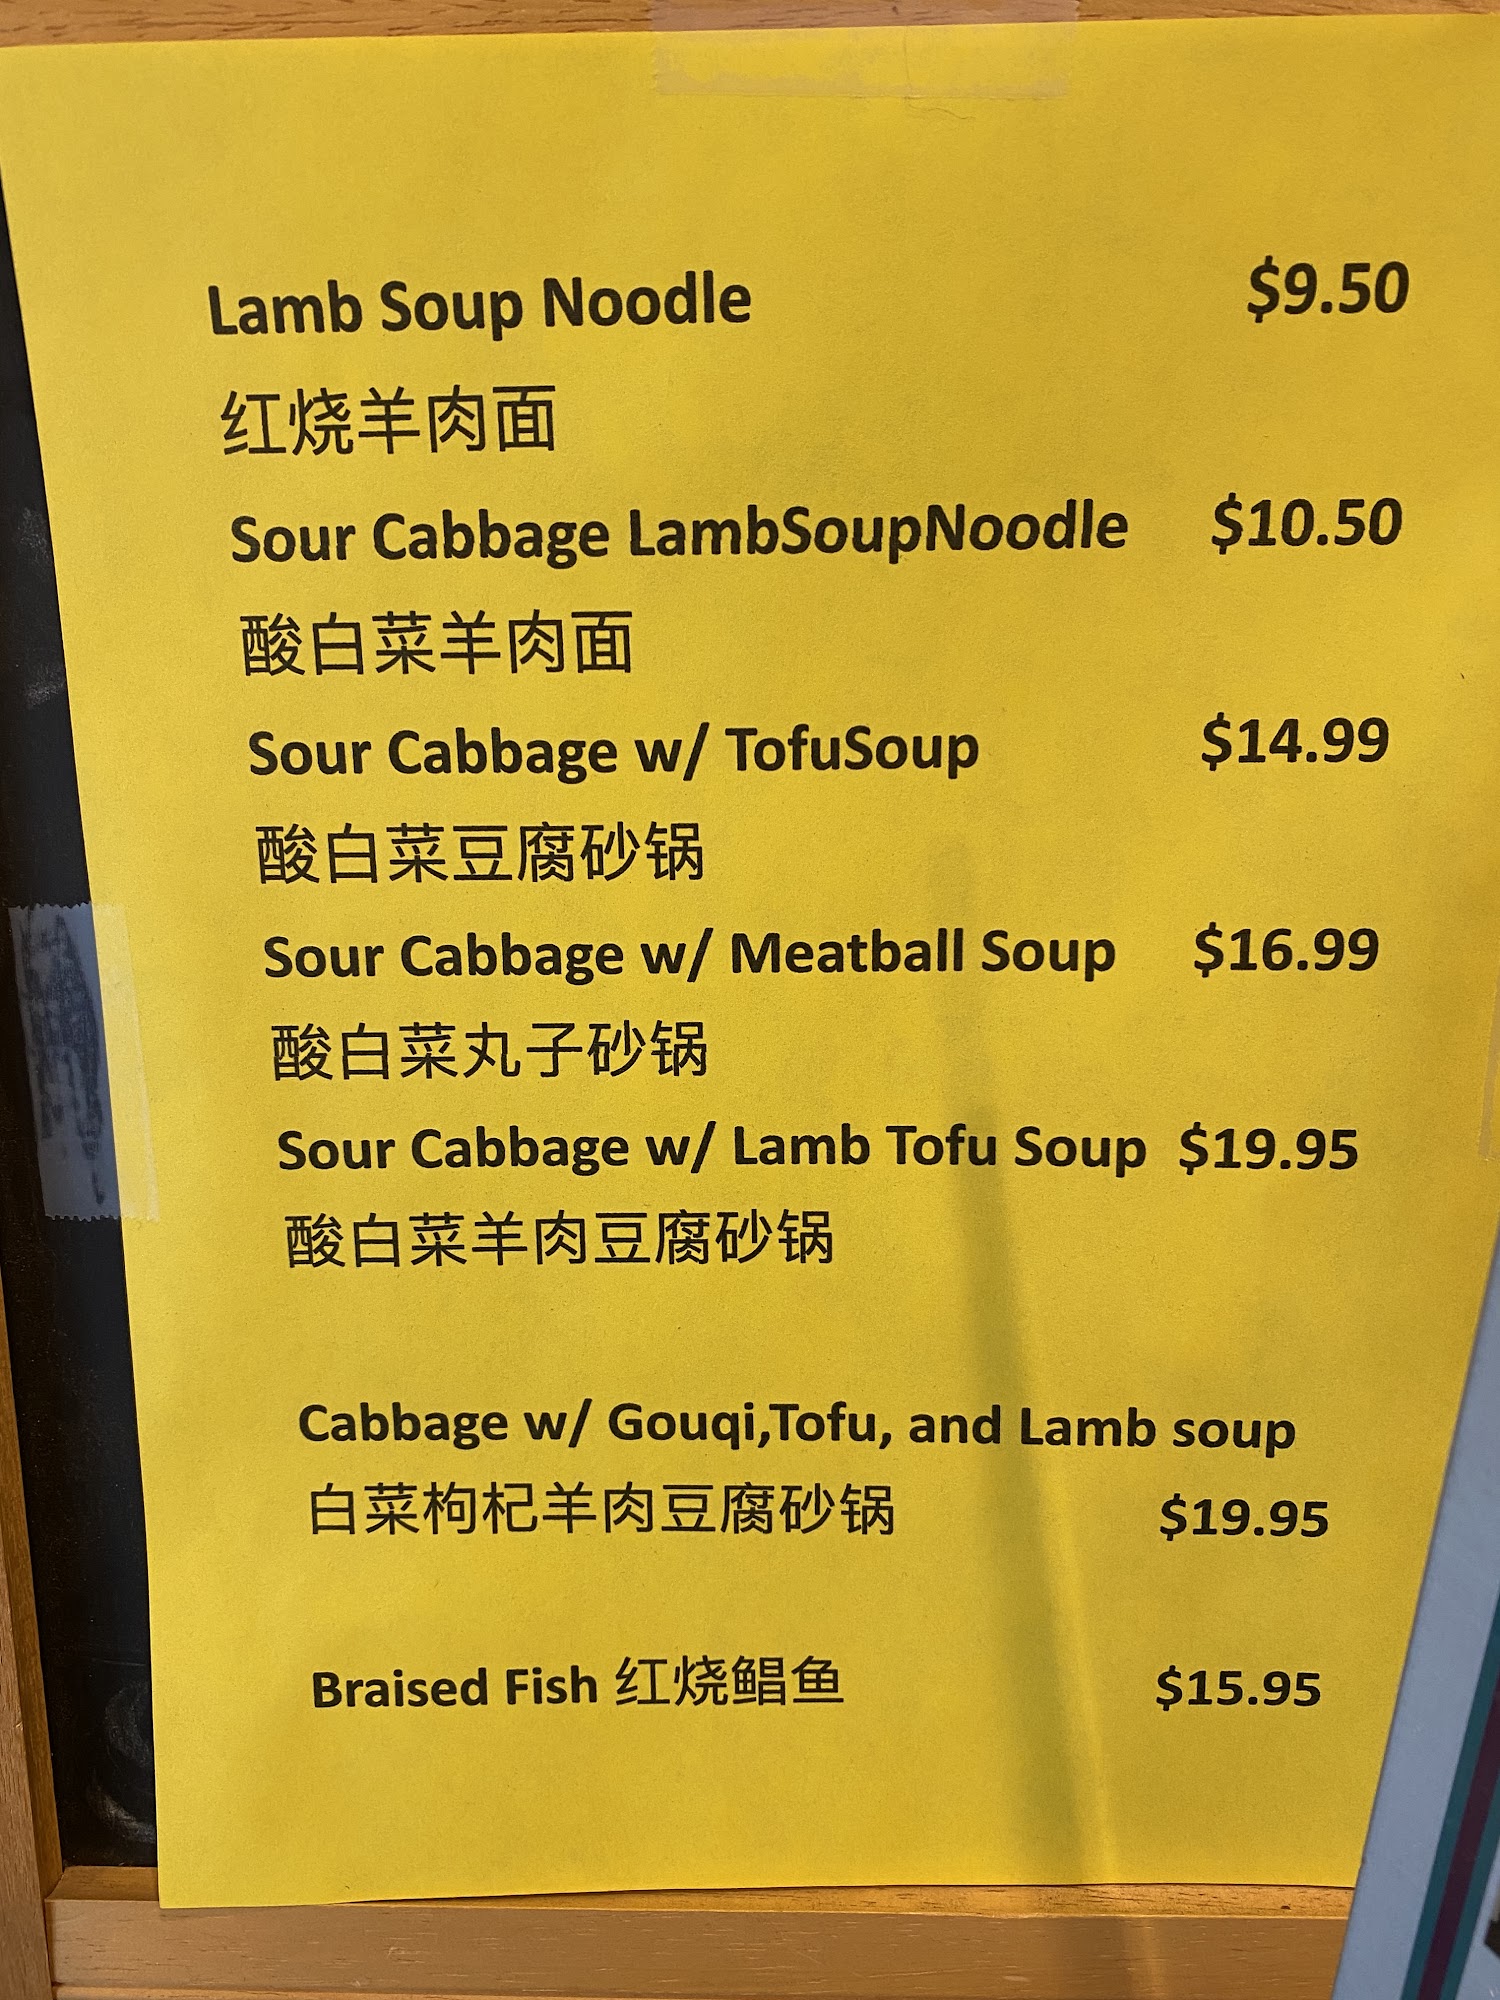 Lamb Soup Noodle $9.50
红烧羊肉面
Sour Cabbage LambSoupNoodle $10.50
酸白菜羊肉面
Sour Cabbage w/ TofuSoup $14.99
酸白菜豆腐砂锅
Sour Cabbage w/ Meatball Soup $16.99
酸白菜丸子砂锅
Sour Cabbage w/ Lamb Tofu Soup $19.95
酸白菜羊肉豆腐砂锅
Cabbage w/ Gouqi,Tofu, and Lamb soup
白菜枸杞羊肉豆腐砂锅 $19.95
Braised Fish 红烧鲳鱼 $15.95